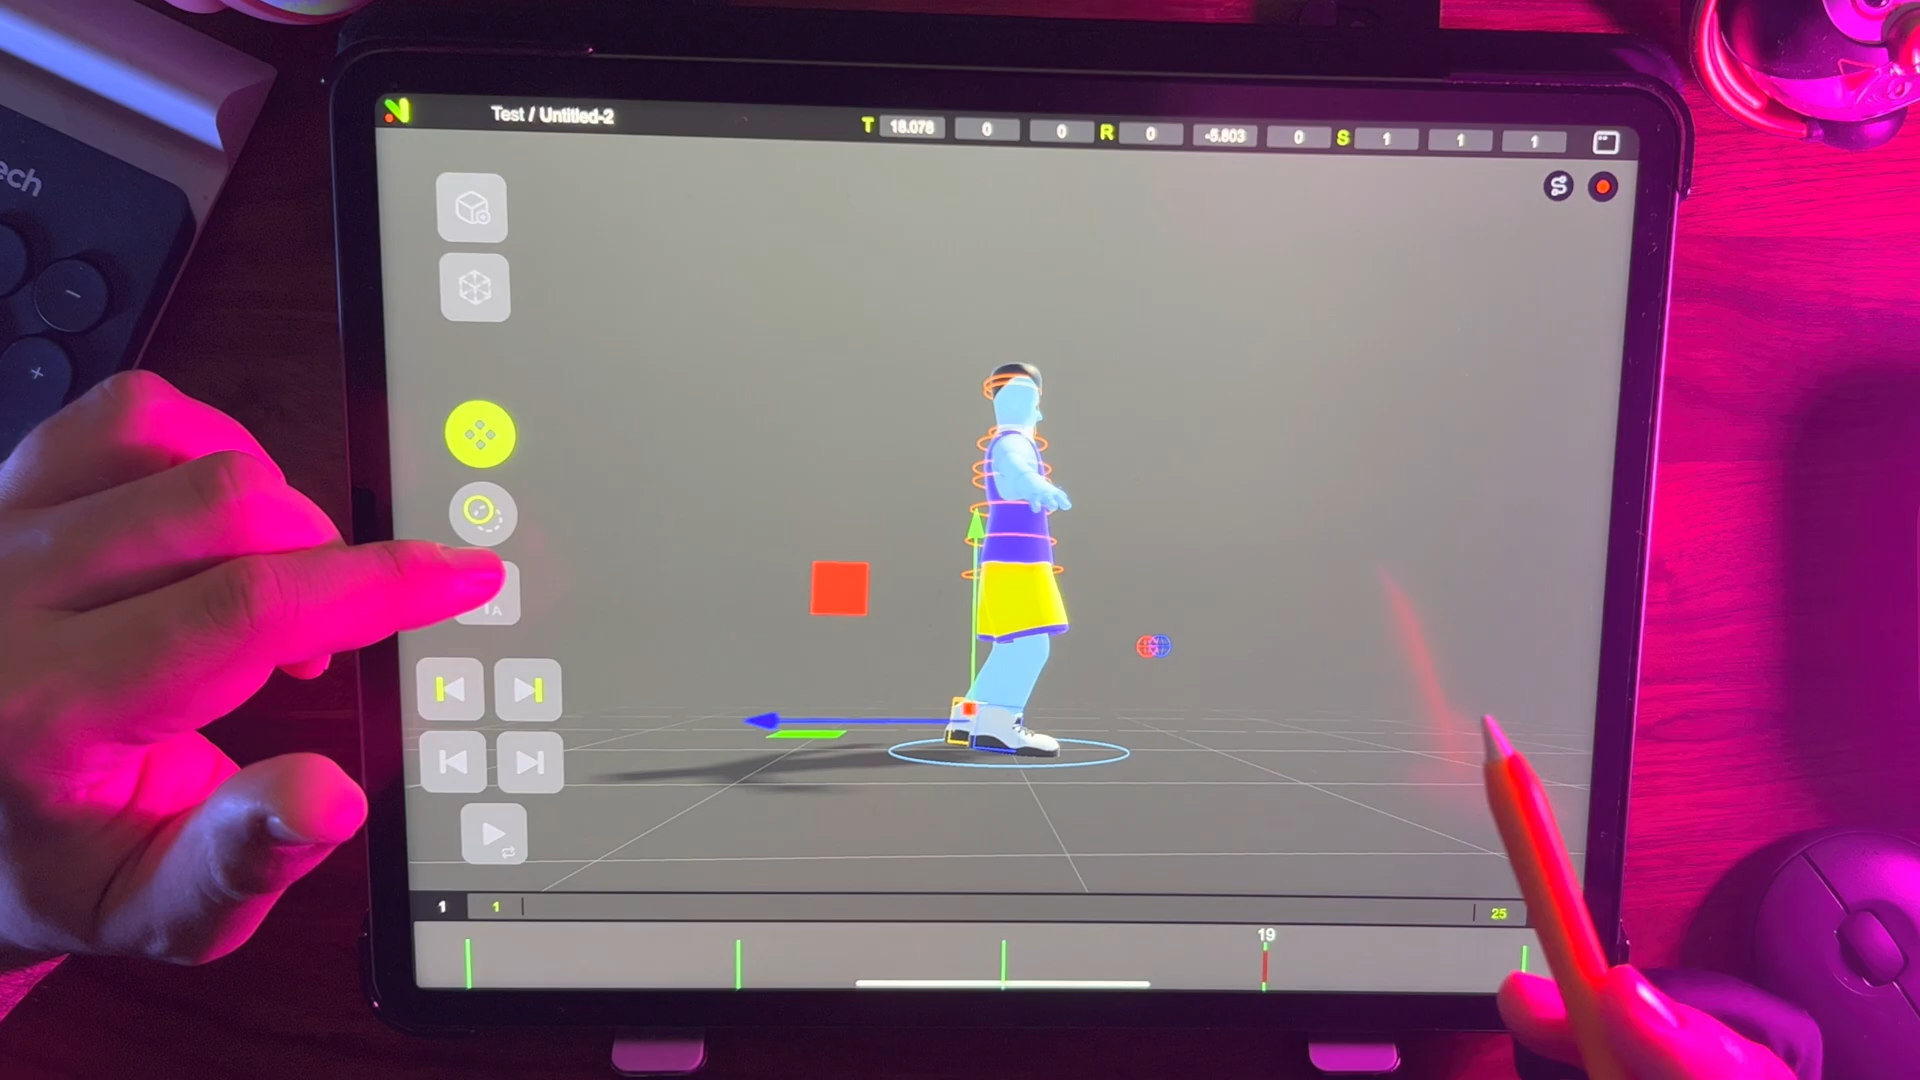 ech
Test / Untitled-2
T 18.078 0 0 R 0 -5.803 0 S 1 1 1
A
1 1 25
19